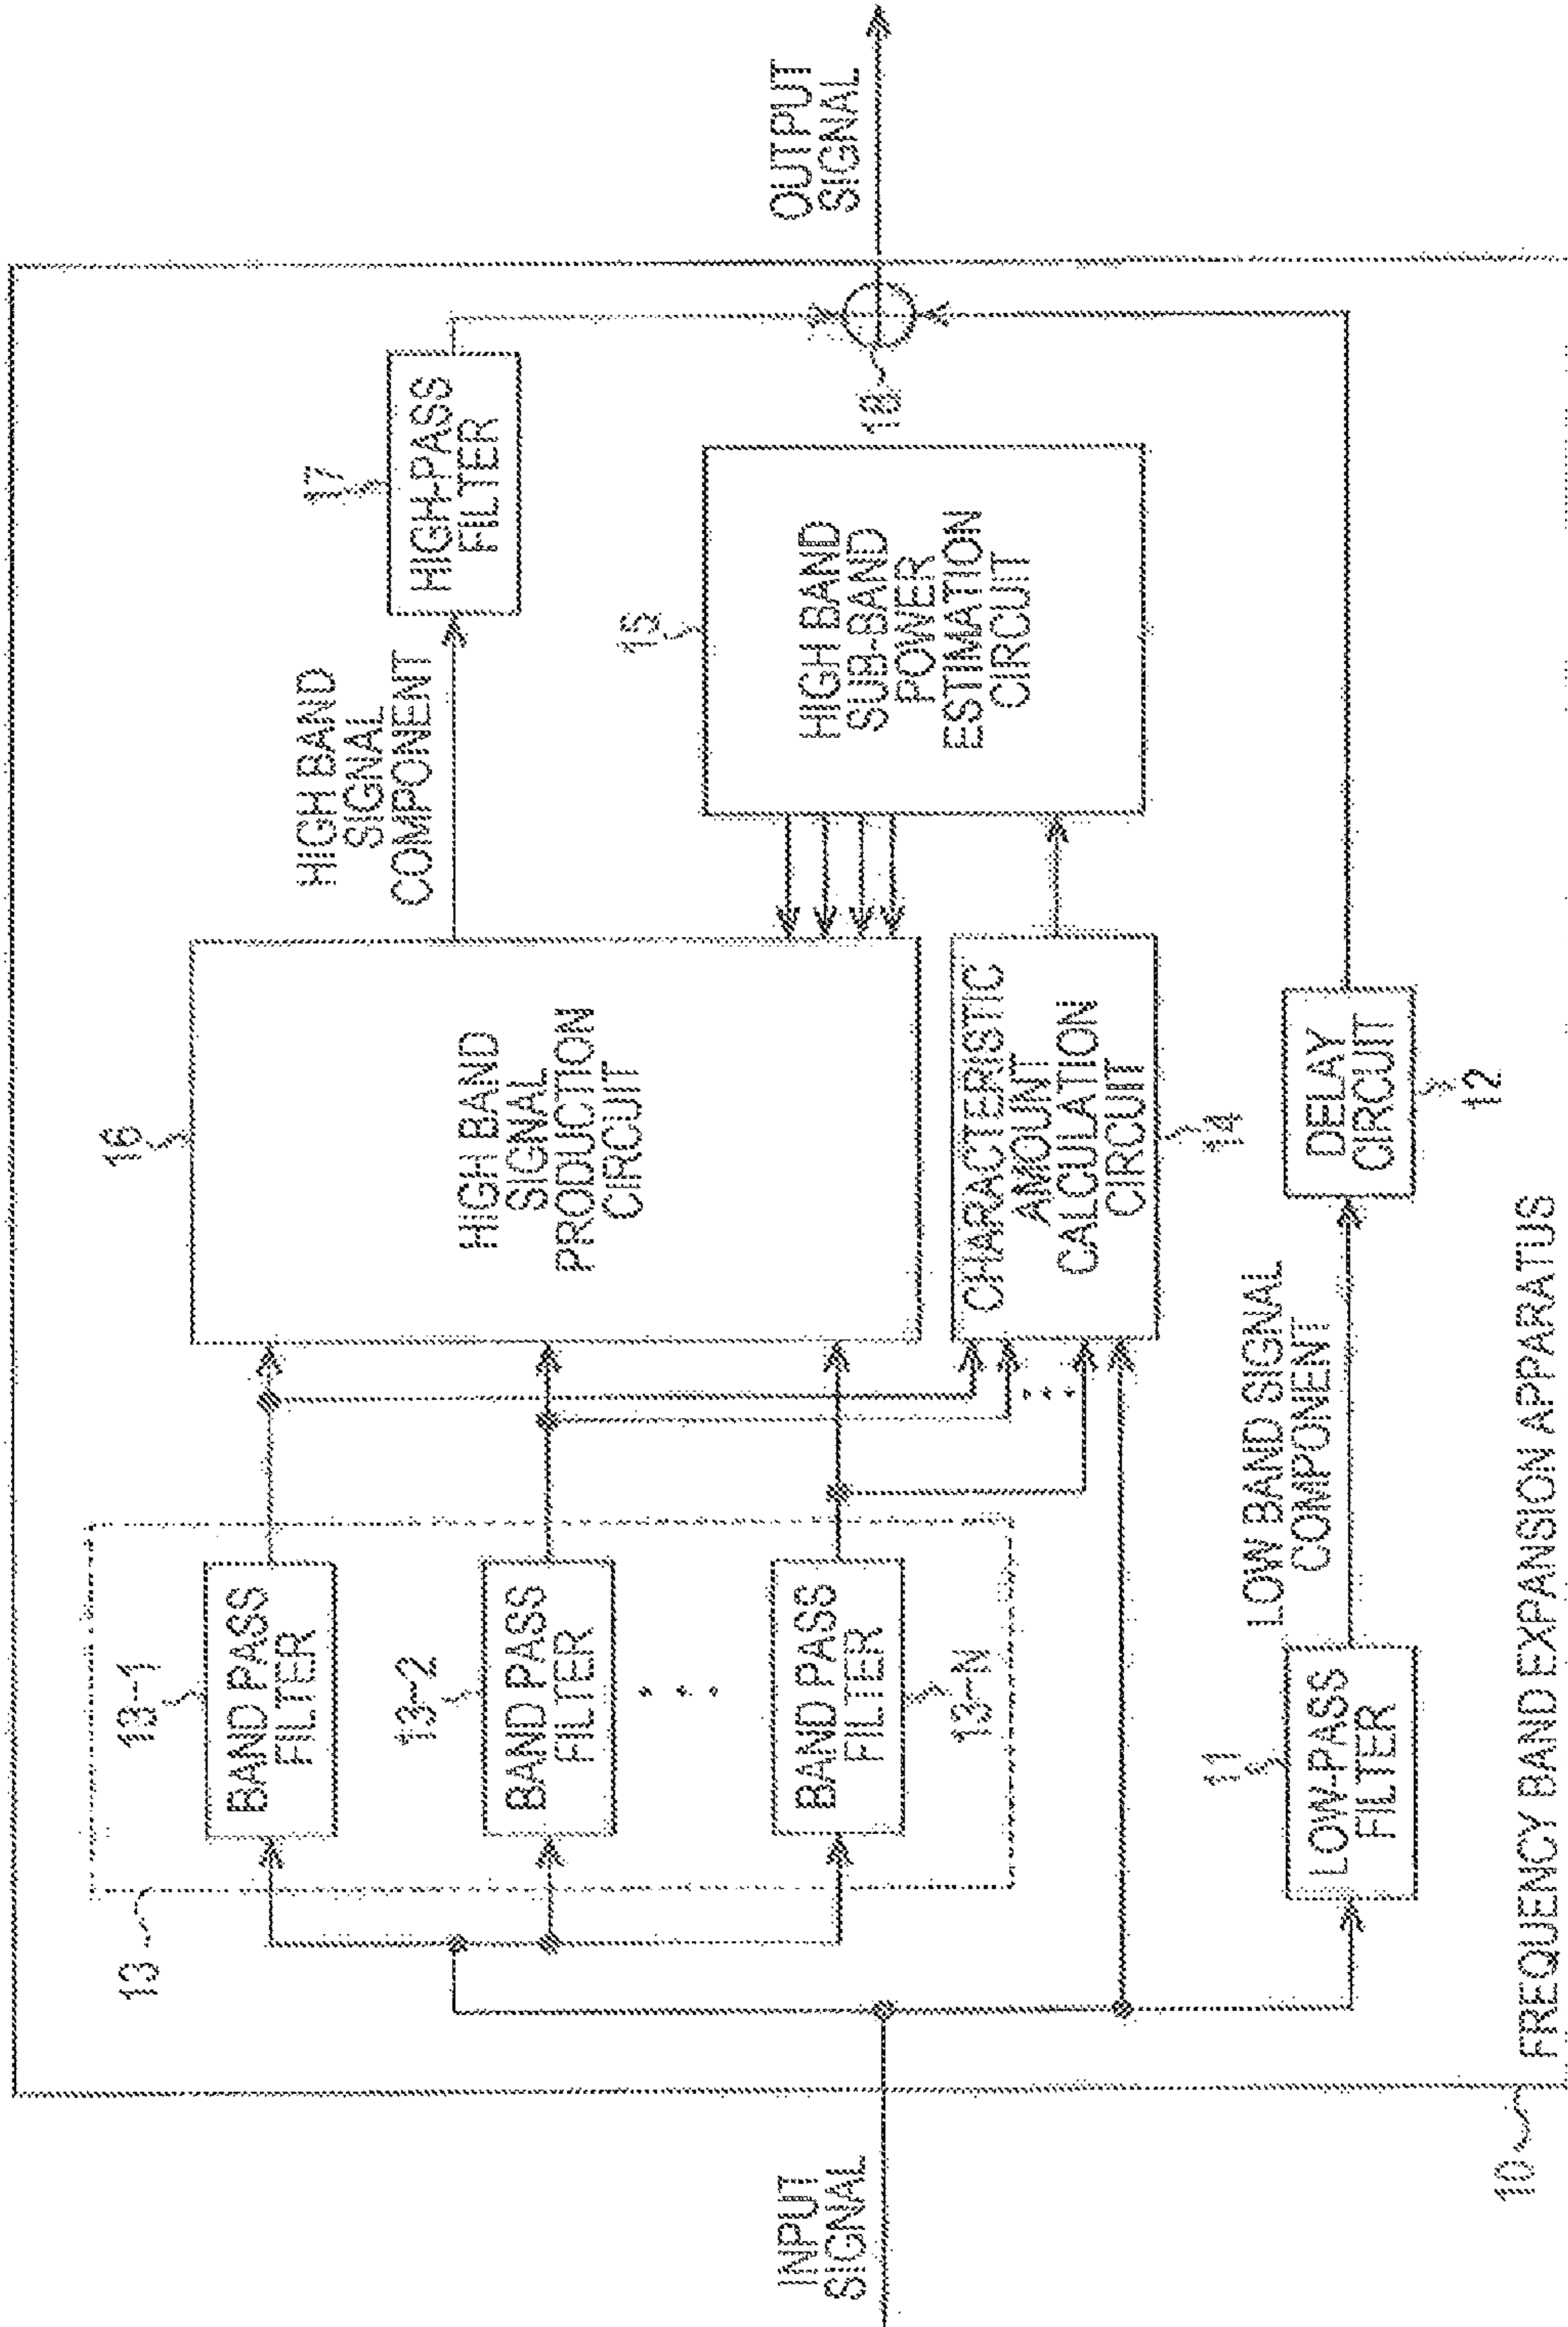 INPUT
SIGNAL
10
FREQUENCY BAND EXPANSION APPARATUS
13
13-1
BAND PASS
FILTER
13-2
BAND PASS
FILTER
BAND PASS
FILTER
13-N
11
LOW-PASS
FILTER
LOW BAND SIGNAL
COMPONENT
16
HIGH BAND
SIGNAL
PRODUCTION
CIRCUIT
CHARACTERISTIC
AMOUNT
CALCULATION
CIRCUIT
14
DELAY
CIRCUIT
12
HIGH BAND
SIGNAL
COMPONENT
15
HIGH BAND
SUB-BAND
POWER
ESTIMATION
CIRCUIT
17
HIGH-PASS
FILTER
18
OUTPUT
SIGNAL